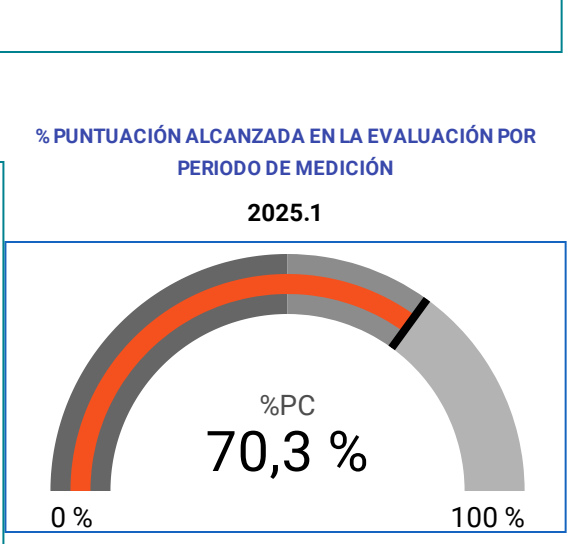 % PUNTUACIÓN ALCANZADA EN LA EVALUACIÓN POR
PERIODO DE MEDICIÓN
2025.1
%PC
70,3 %
0 %
100 %